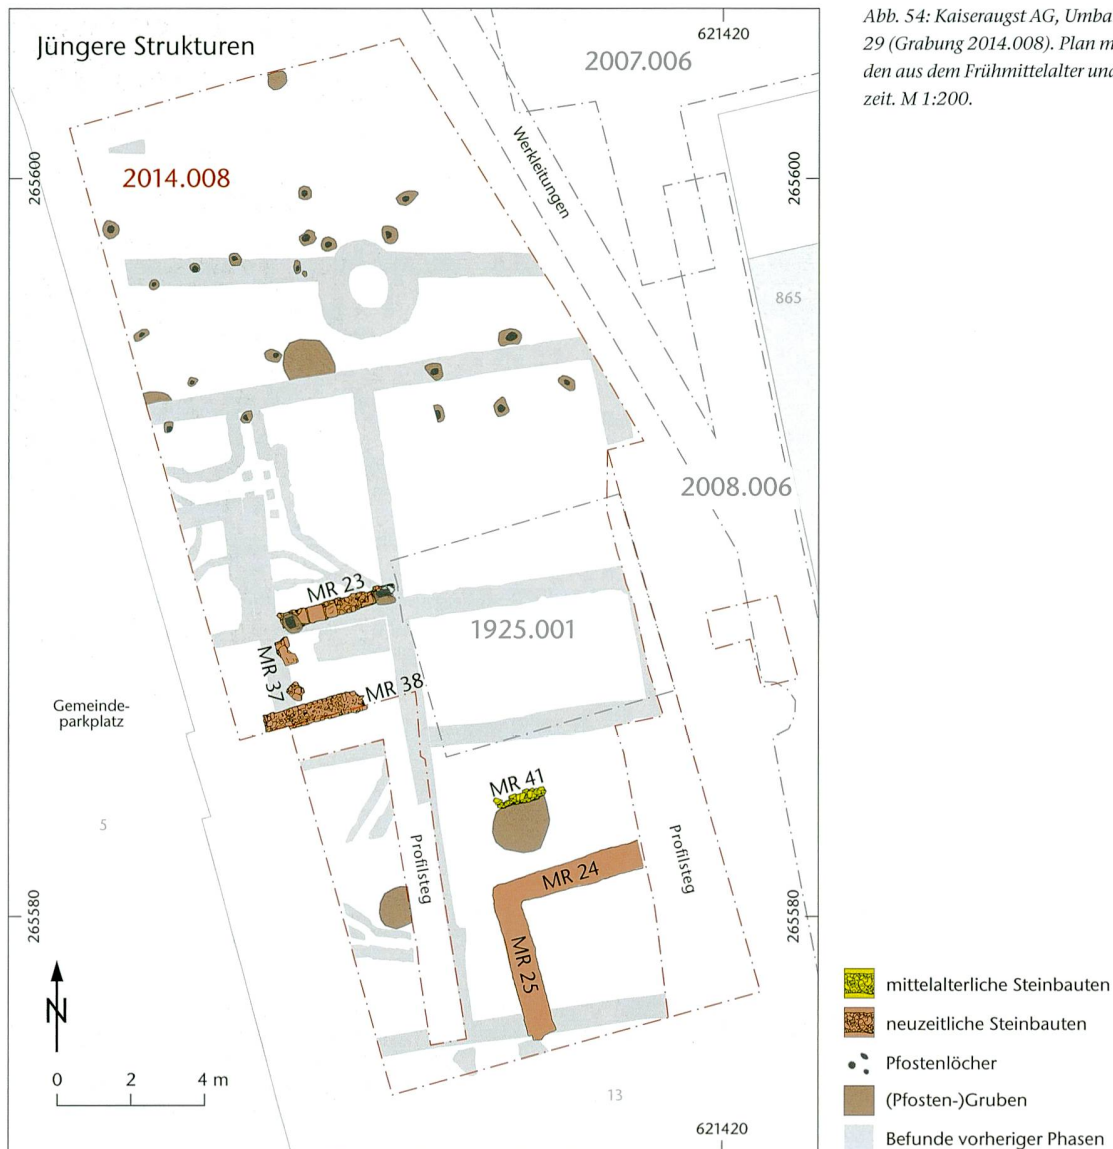 Jüngere Strukturen
621420
Abb. 54: Kaiseraugst AG, Umba
29 (Grabung 2014.008). Plan m
den aus dem Frühmittelalter und
zeit. M 1:200.
2007.006
Werkleitungen
265600
2014.008
265600
865
2008.006
MR 23
1925.001
MR 37
MR 38
Gemeinde-
parkplatz
MR 41
5
Profilsteg
Profilsteg
MR 24
265580
265580
MR 25
N
0 2 4 m
13
621420
mittelalterliche Steinbauten
neuzeitliche Steinbauten
Pfostenlöcher
(Pfosten-)Gruben
Befunde vorheriger Phasen